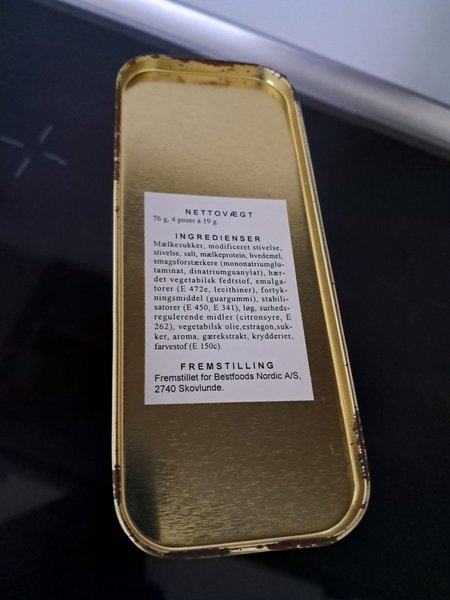 NETTOVÆGT
76 g, 4 poser à 19 g.
INGREDIENSER
Mælkesukker, modificeret stivelse,
stivelse, salt, mælkeprotein, hvedemel,
smagsforstærkere (mononatriumglu-
taminat, dinatriumguanylat), hær-
det vegetabilsk fedtstof, emulga-
torer (E 472e, lecithiner), fortyk-
ningsmiddel (guargummi), stabili-
satorer (E 450, E 341), løg, surheds-
regulerende midler (citronsyre, E
262), vegetabilsk olie,estragon,suk-
ker, aroma, gærekstrakt, krydderier,
farvestof (E 150c).
FREMSTILLING
Fremstillet for Bestfoods Nordic A/S,
2740 Skovlunde.